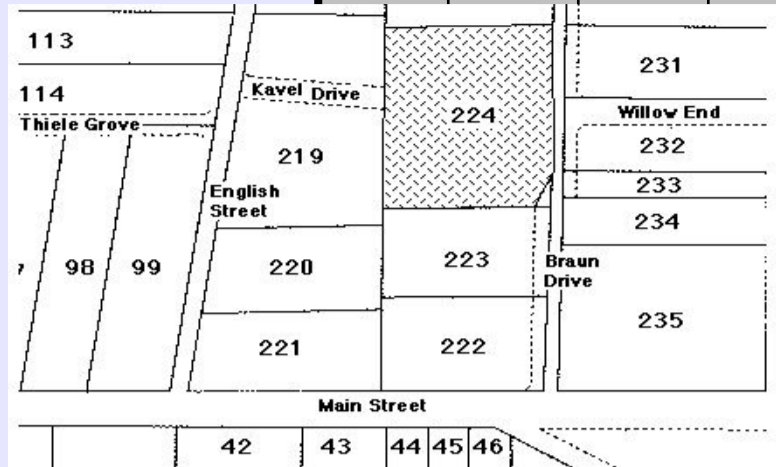 113
231
114
Kavel Drive
224
Willow End
Thiele Grove
232
219
233
English
Street
234
98
99
220
223
Braun
Drive
235
221
222
Main Street
42
43
44
45
46